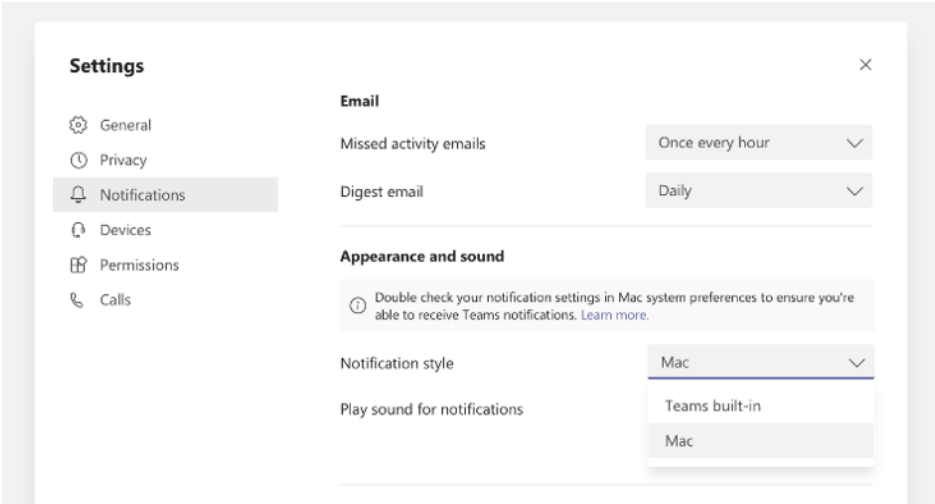 Settings
General
Privacy
Notifications
Devices
Permissions
Calls
Email
Missed activity emails
Once every hour
Digest email
Daily
Appearance and sound
Double check your notification settings in Mac system preferences to ensure you're
able to receive Teams notifications. Learn more.
Notification style
Mac
Play sound for notifications
Teams built-in
Mac